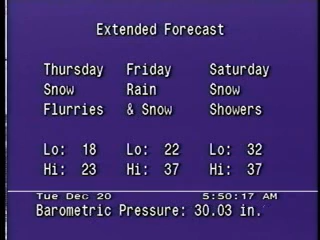 Extended Forecast
Thursday Friday Saturday
Snow Rain Snow
Flurries & Snow Showers
Lo: 18 Lo: 22 Lo: 32
Hi: 23 Hi: 37 Hi: 37
Tue Dec 20 5:50:17 AM
Barometric Pressure: 30.03 in.